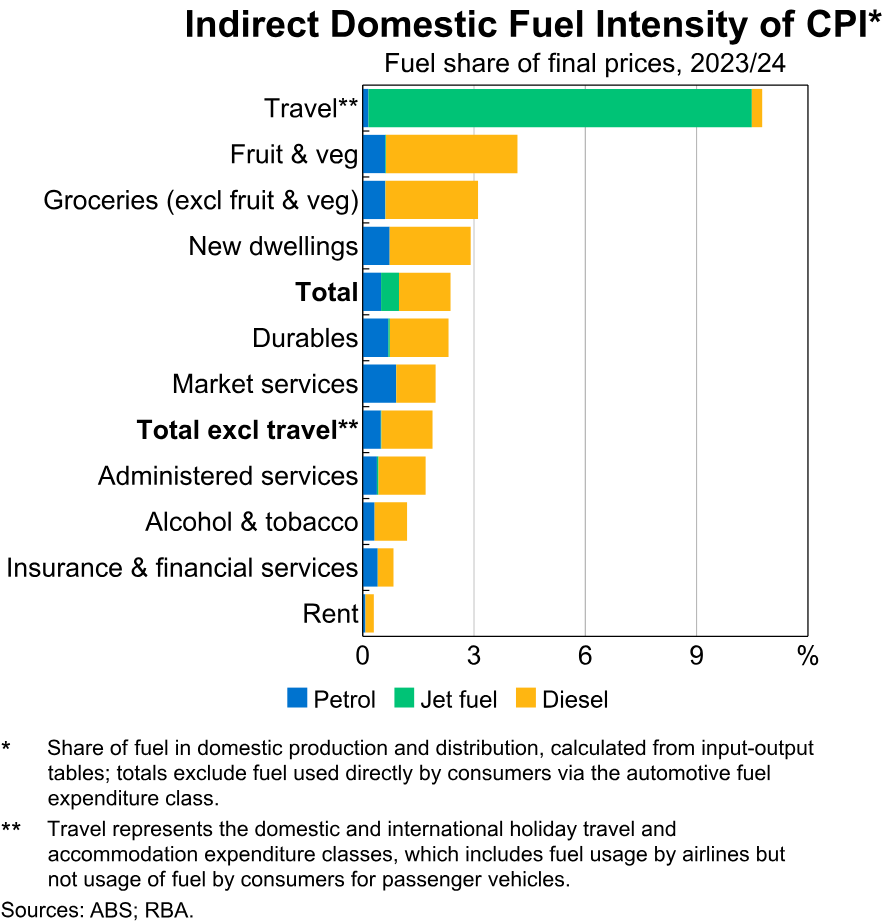 Indirect Domestic Fuel Intensity of CPI*
Fuel share of final prices, 2023/24
Travel**
Fruit & veg
Groceries (excl fruit & veg)
New dwellings
Total
Durables
Market services
Total excl travel**
Administered services
Alcohol & tobacco
Insurance & financial services
Rent
0 3 6 9 %
Petrol Jet fuel Diesel
* Share of fuel in domestic production and distribution, calculated from input-output
tables; totals exclude fuel used directly by consumers via the automotive fuel
expenditure class.
** Travel represents the domestic and international holiday travel and
accommodation expenditure classes, which includes fuel usage by airlines but
not usage of fuel by consumers for passenger vehicles.
Sources: ABS; RBA.